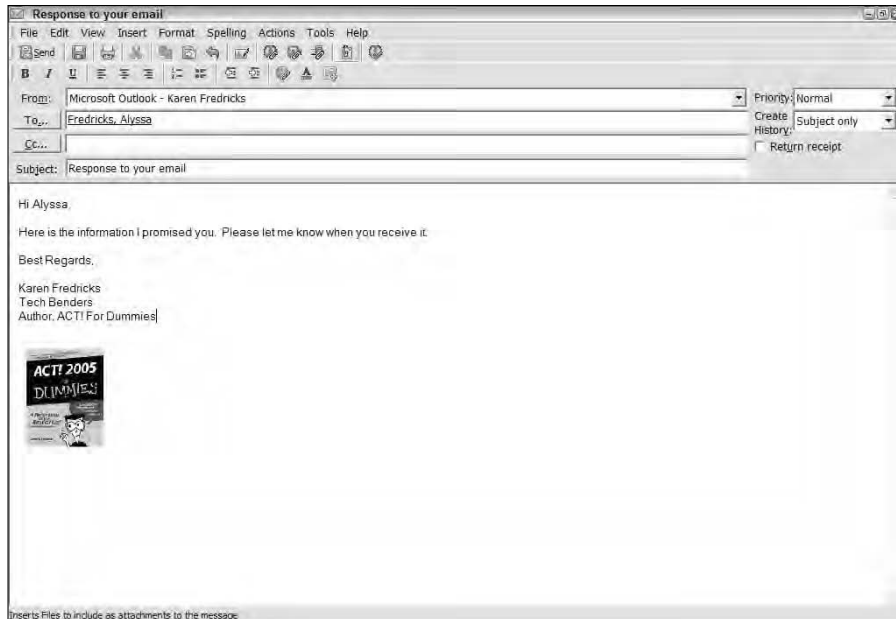 Response to your email
File Edit View Insert Format Spelling Actions Tools Help
Send
B I U
From: Microsoft Outlook - Karen Fredricks
Priority: Normal
To... Fredricks, Alyssa
Create History: Subject only
Cc...
Return receipt
Subject: Response to your email
Hi Alyssa,
Here is the information I promised you. Please let me know when you receive it.
Best Regards,
Karen Fredricks
Tech Benders
Author, ACT! For Dummies
ACT! 2005
DUMMIES
Inserts Files to include as attachments to the message